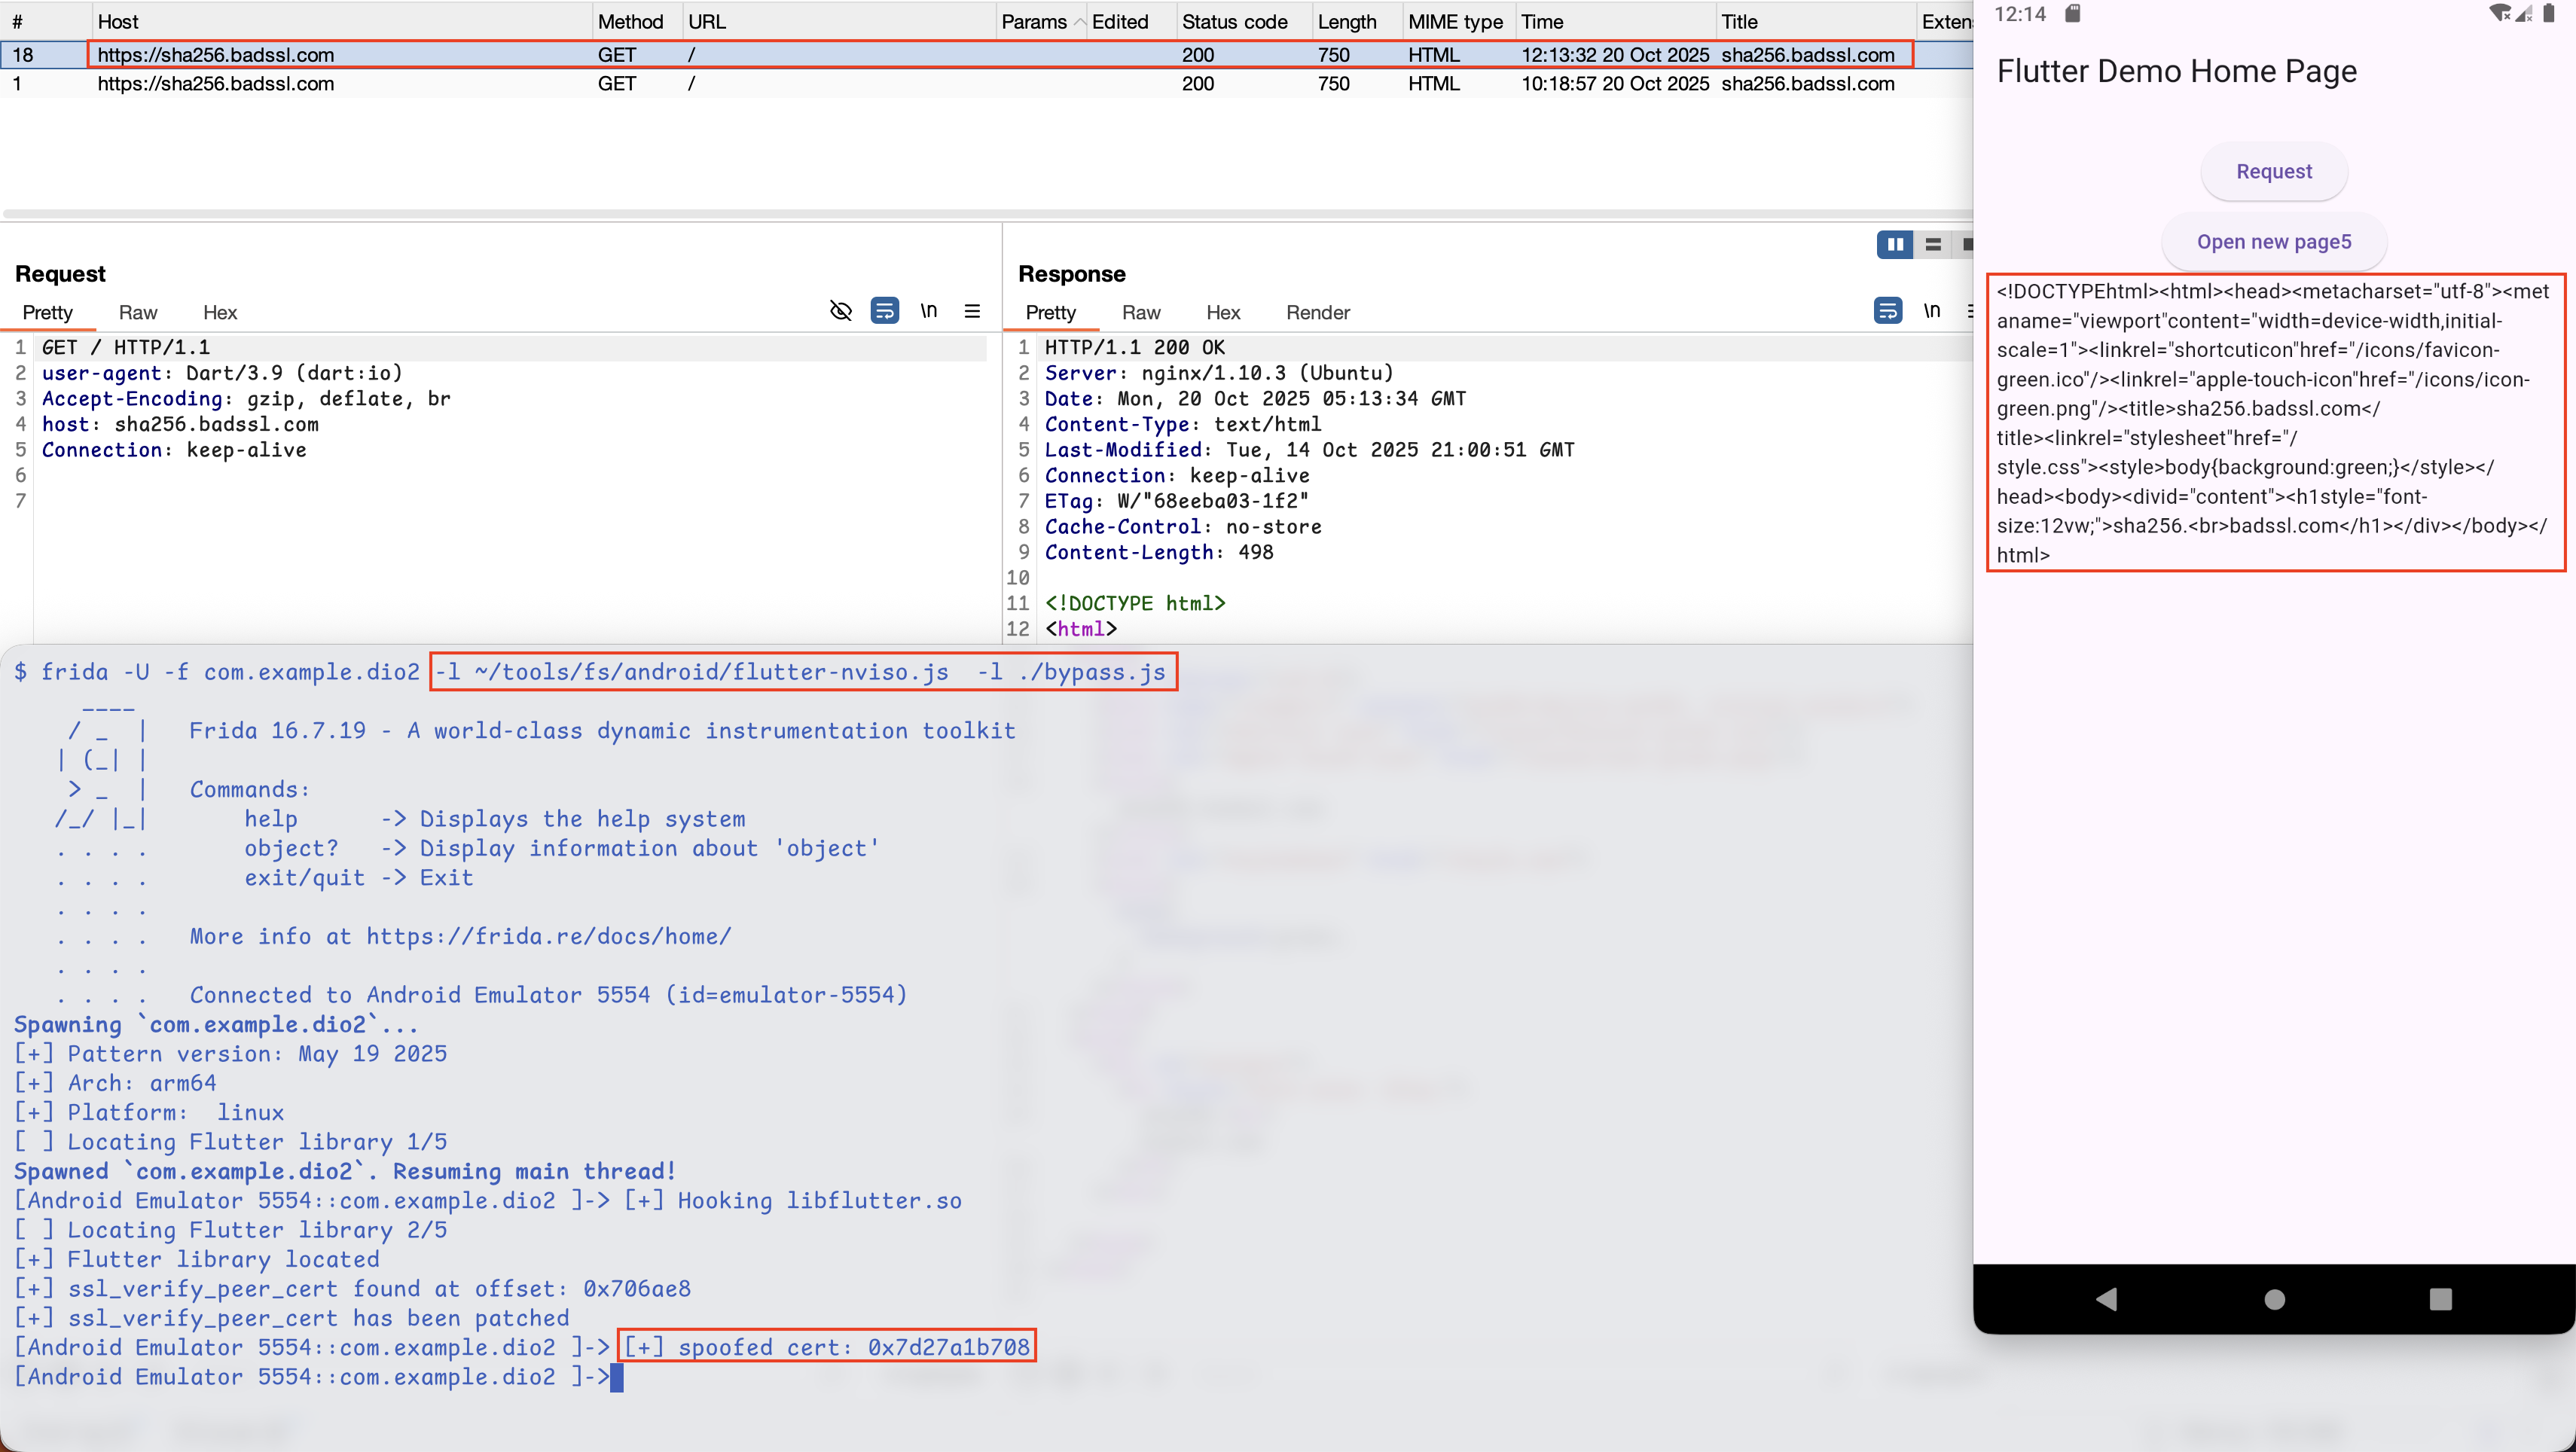 # Host Method URL Params Edited Status code Length MIME type Time Title Exten
18 https://sha256.badssl.com GET / 200 750 HTML 12:13:32 20 Oct 2025 sha256.badssl.com
1 https://sha256.badssl.com GET / 200 750 HTML 10:18:57 20 Oct 2025 sha256.badssl.com
Request
Pretty Raw Hex
\n
1 GET / HTTP/1.1
2 user-agent: Dart/3.9 (dart:io)
3 Accept-Encoding: gzip, deflate, br
4 host: sha256.badssl.com
5 Connection: keep-alive
6
7
Response
Pretty Raw Hex Render
\n
1 HTTP/1.1 200 OK
2 Server: nginx/1.10.3 (Ubuntu)
3 Date: Mon, 20 Oct 2025 05:13:34 GMT
4 Content-Type: text/html
5 Last-Modified: Tue, 14 Oct 2025 21:00:51 GMT
6 Connection: keep-alive
7 ETag: W/"68eeba03-1f2"
8 Cache-Control: no-store
9 Content-Length: 498
10
11 <!DOCTYPE html>
12 <html>
12:14
Flutter Demo Home Page
Request
Open new page5
<!DOCTYPEhtml><html><head><metacharset="utf-8"><met
aname="viewport"content="width=device-width,initial-
scale=1"><linkrel="shortcuticon"href="/icons/favicon-
green.ico"/><linkrel="apple-touch-icon"href="/icons/icon-
green.png"/><title>sha256.badssl.com</
title><linkrel="stylesheet"href="/
style.css"><style>body{background:green;}</style></
head><body><divid="content"><h1style="font-
size:12vw;">sha256.<br>badssl.com</h1></div></body></
html>
$ frida -U -f com.example.dio2 -l ~/tools/fs/android/flutter-nviso.js  -l ./bypass.js
     ____
    / _  |   Frida 16.7.19 - A world-class dynamic instrumentation toolkit
   | (_| |
    > _  |   Commands:
   /_/ |_|       help      -> Displays the help system
   . . . .       object?   -> Display information about 'object'
   . . . .       exit/quit -> Exit
   . . . .
   . . . .   More info at https://frida.re/docs/home/
   . . . .
   . . . .   Connected to Android Emulator 5554 (id=emulator-5554)
Spawning `com.example.dio2`...
[+] Pattern version: May 19 2025
[+] Arch: arm64
[+] Platform:  linux
[ ] Locating Flutter library 1/5
Spawned `com.example.dio2`. Resuming main thread!
[Android Emulator 5554::com.example.dio2 ]-> [+] Hooking libflutter.so
[ ] Locating Flutter library 2/5
[+] Flutter library located
[+] ssl_verify_peer_cert found at offset: 0x706ae8
[+] ssl_verify_peer_cert has been patched
[Android Emulator 5554::com.example.dio2 ]-> [+] spoofed cert: 0x7d27a1b708
[Android Emulator 5554::com.example.dio2 ]->